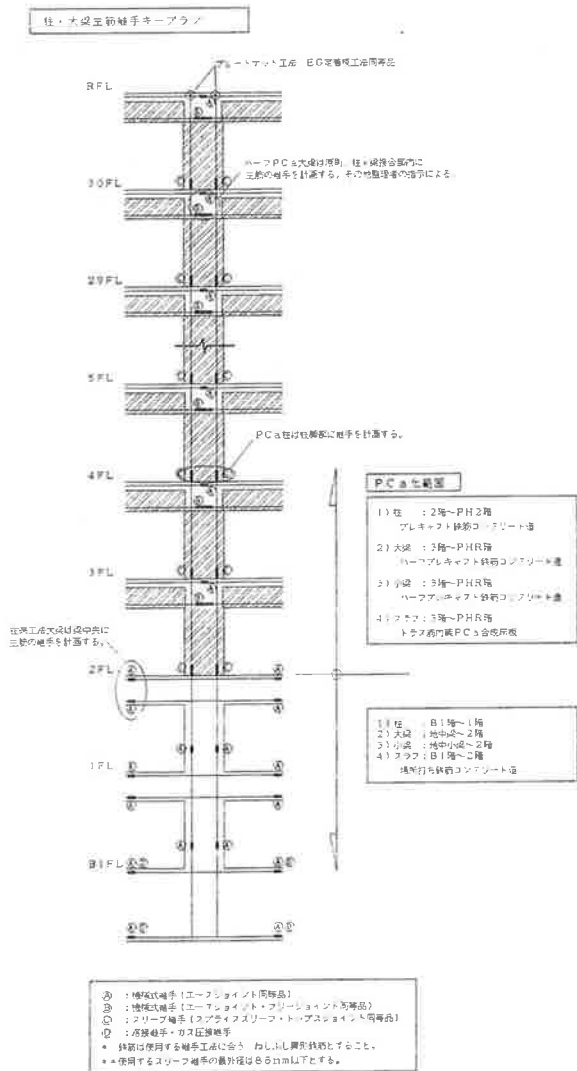 柱・大梁主筋継手キープラン
プレートナット工法 EG定着板工法同等品
RFL
ハーフPCa大梁は原則、柱・梁接合部内に
主筋の継手を計画する。その他監理者の指示による。
30FL
29FL
5FL
PCa柱は柱脚部に継手を計画する。
4FL
PCa化範囲
1)柱 :2階~PH2階
プレキャスト鉄筋コンクリート造
2)大梁 :3階~PHR階
ハーフプレキャスト鉄筋コンクリート造
3)小梁 :3階~PHR階
ハーフプレキャスト鉄筋コンクリート造
4)スラブ:3階~PHR階
トラス筋内蔵PCa合成床板
3FL
在来工法大梁は梁中央に
主筋の継手を計画する。
2FL
1)柱 :B1階~1階
2)大梁 :地中梁~2階
3)小梁 :地中小梁~2階
4)スラブ:B1階~2階
場所打ち鉄筋コンクリート造
1FL
B1FL
Ⓐ :機械式継手(エースジョイント同等品)
Ⓑ :機械式継手(エースジョイント・フリージョイント同等品)
Ⓒ :スリーブ継手(スプライススリーブ・トップスジョイント同等品)
Ⓓ :溶接継手・ガス圧接継手
* 鉄筋は使用する継手工法に合う ねじふし異形鉄筋とすること。
**使用するスリーブ継手の最外径は86mm以下とする。